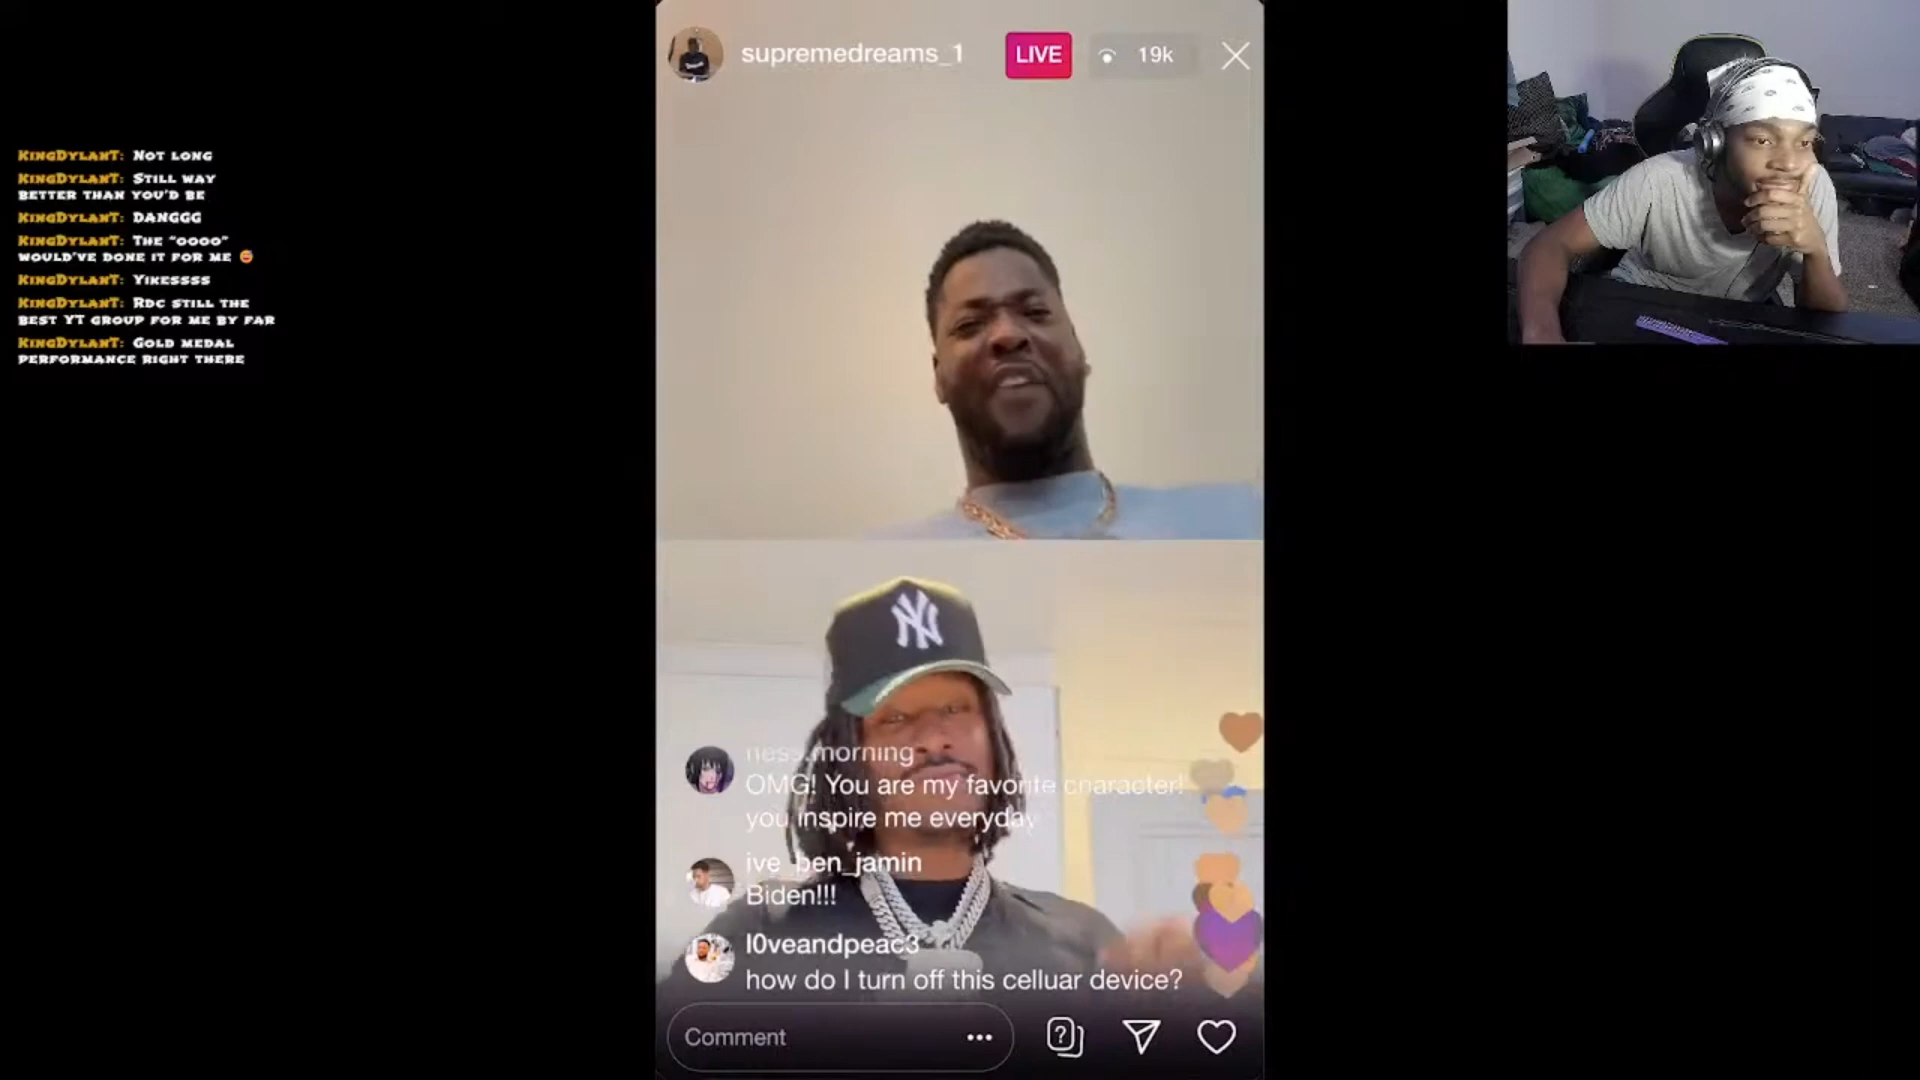 supremedreams_1
LIVE
19k
KingDylanT: Not long
KingDylanT: Still way
better than you'd be
KingDylanT: DANGGG
KingDylanT: The "oooo"
would've done it for me
KingDylanT: Yikessss
KingDylanT: Rdc still the
best YT group for me by far
KingDylanT: Gold medal
performance right there
NY
ness.morning
OMG! You are my favorite character!
you inspire me everyday
ive_ben_jamin
Biden!!!
l0veandpeac3
how do I turn off this celluar device?
Comment